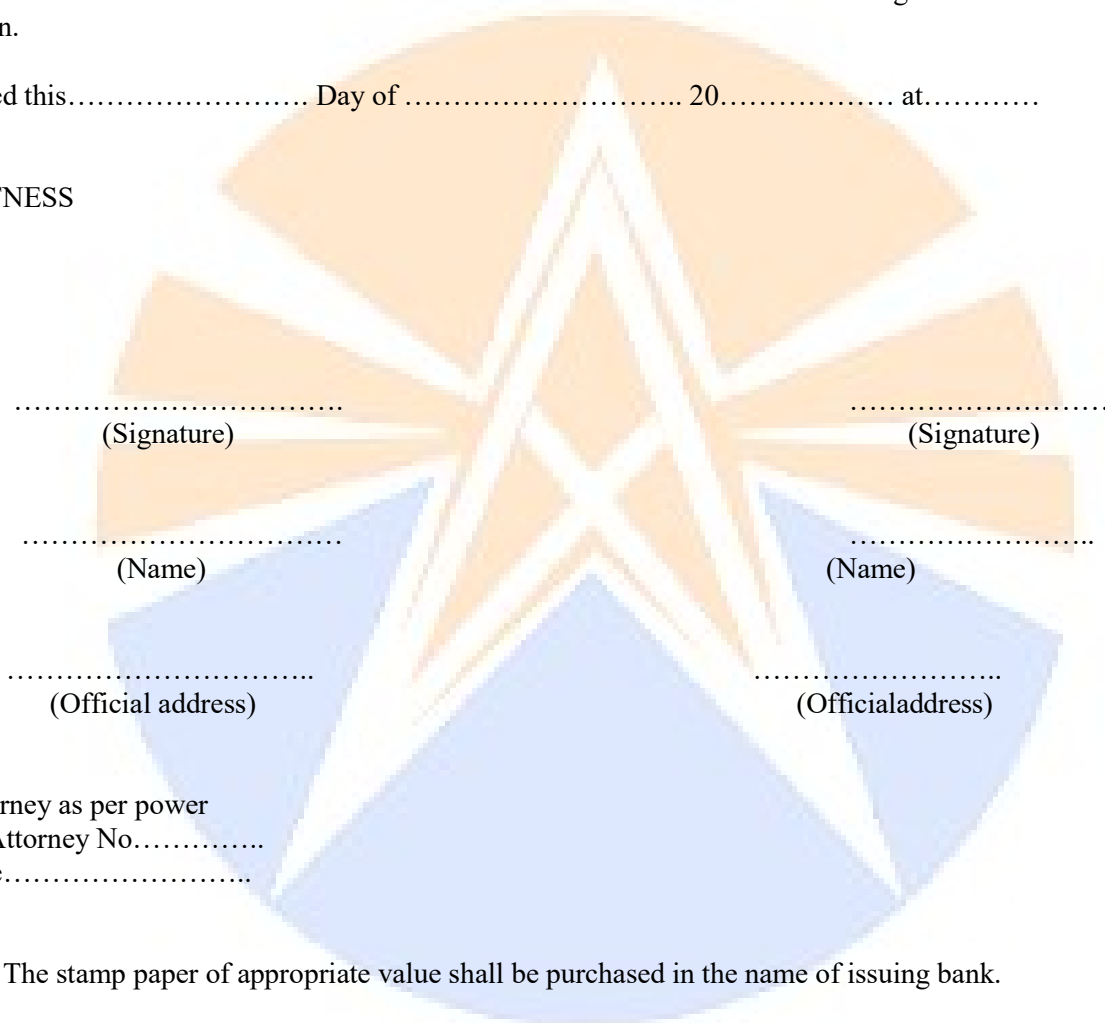 n.
ed this……………………. Day of ……………………….. 20……………… at…………
TNESS
……………………………. …………………………
(Signature) (Signature)
…………………………… ……………………..
(Name) (Name)
………………………….. ……………………..
(Official address) (Officialaddress)
rney as per power
Attorney No…………..
e……………………..
The stamp paper of appropriate value shall be purchased in the name of issuing bank.